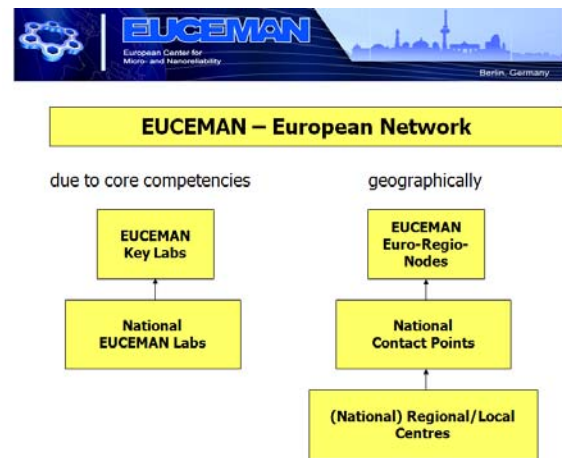 EUCEMAN
European Center for
Micro- and Nanoreliability
Berlin, Germany
EUCEMAN – European Network
due to core competencies
geographically
EUCEMAN
Key Labs
National
EUCEMAN Labs
EUCEMAN
Euro-Regio-
Nodes
National
Contact Points
(National) Regional/Local
Centres